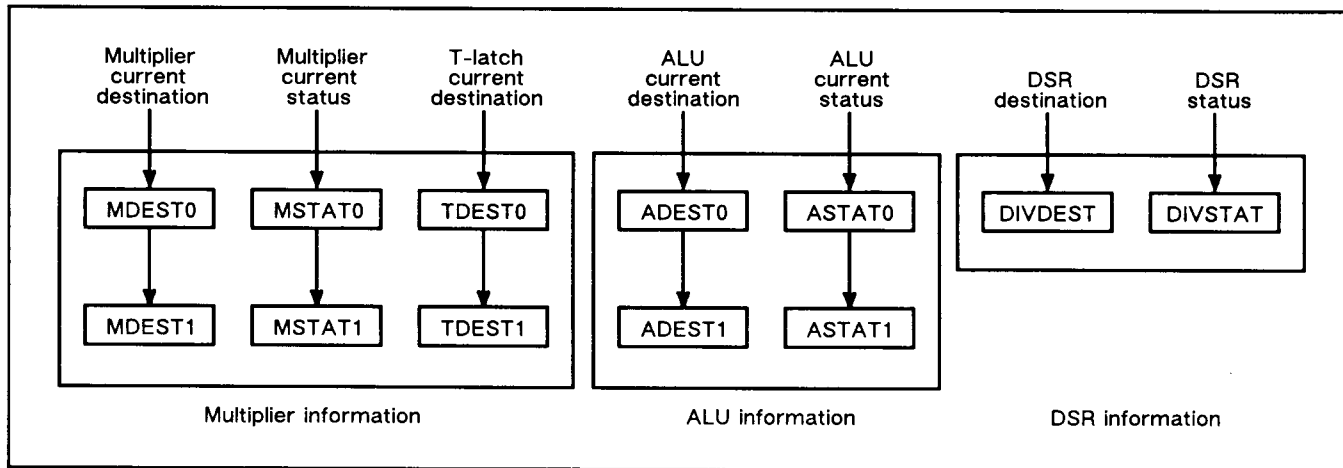 Multiplier current destination
Multiplier current status
T-latch current destination
ALU current destination
ALU current status
DSR destination
DSR status
MDEST0
MSTAT0
TDEST0
ADEST0
ASTAT0
DIVDEST
DIVSTAT
MDEST1
MSTAT1
TDEST1
ADEST1
ASTAT1
Multiplier information
ALU information
DSR information